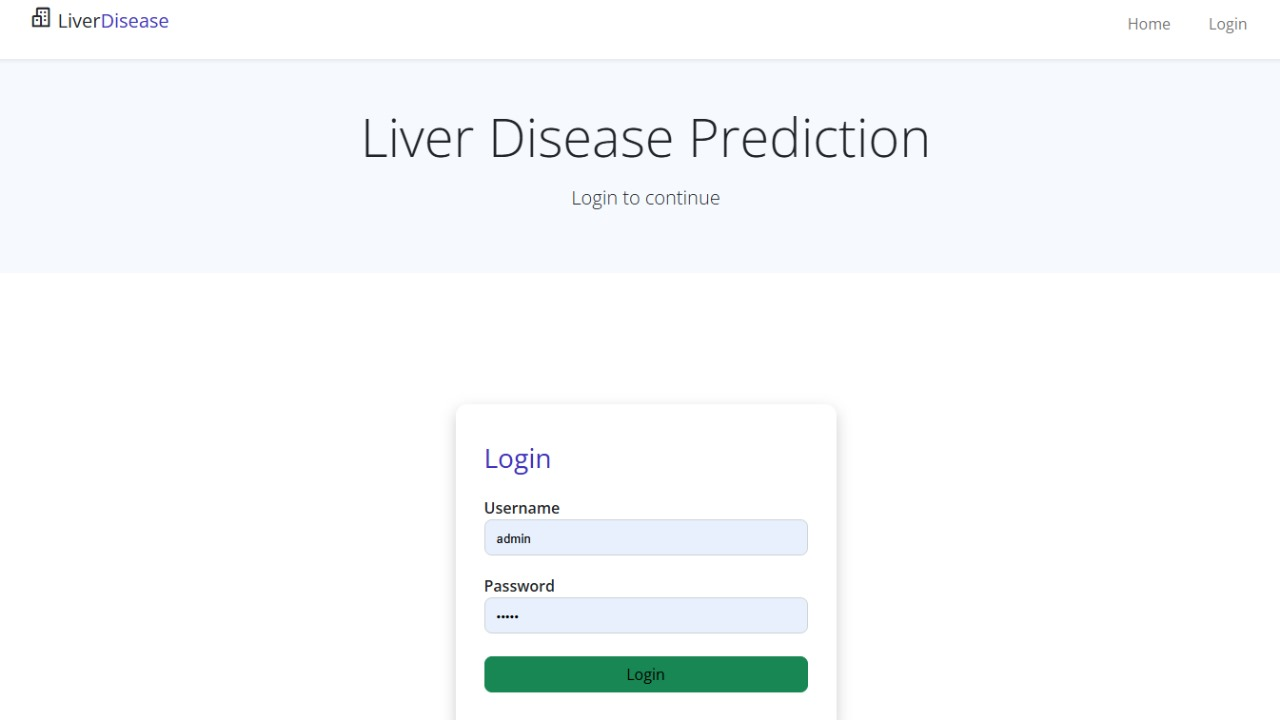 LiverDisease
Home
Login
Liver Disease Prediction
Login to continue
Login
Username
admin
Password
•••••
Login